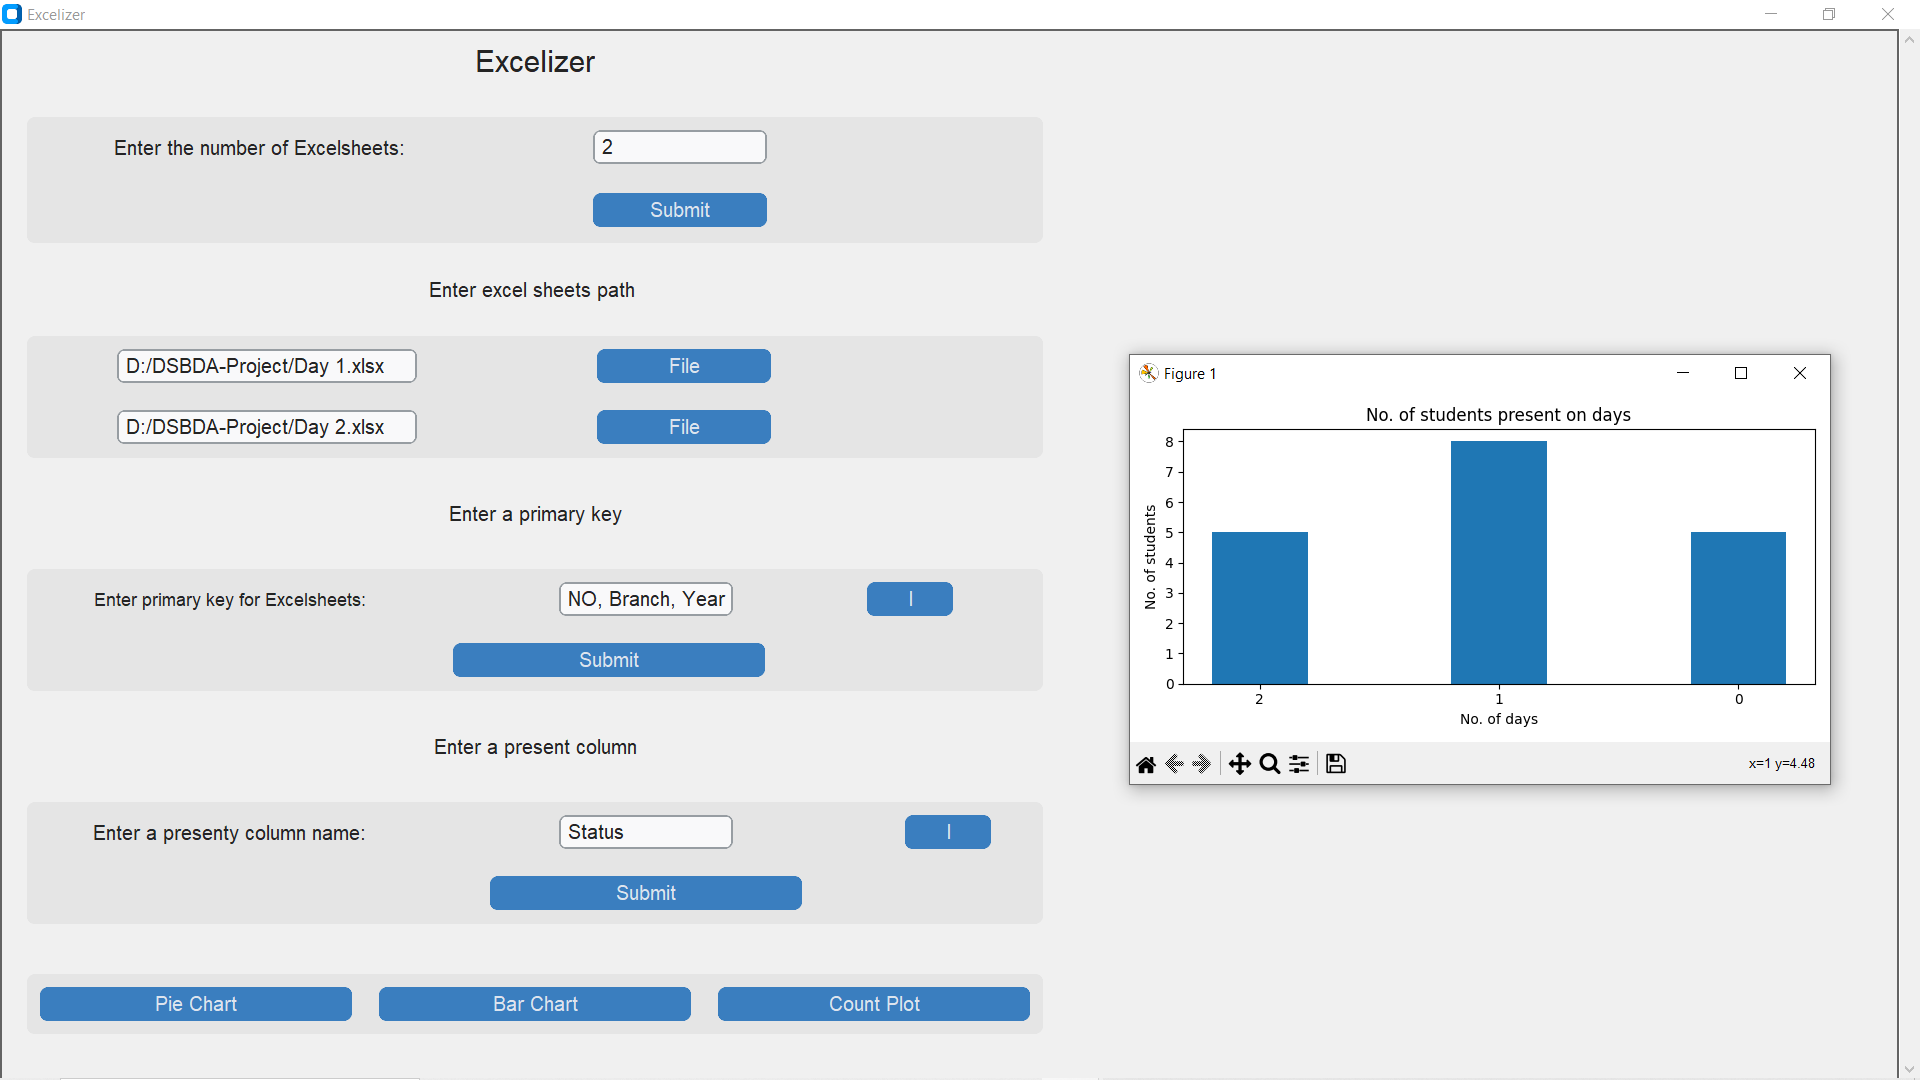 Excelizer
Excelizer
Enter the number of Excelsheets:
2
Submit
Enter excel sheets path
D:/DSBDA-Project/Day 1.xlsx
File
D:/DSBDA-Project/Day 2.xlsx
File
Enter a primary key
Enter primary key for Excelsheets:
NO, Branch, Year
I
Submit
Enter a present column
Enter a presenty column name:
Status
I
Submit
Pie Chart
Bar Chart
Count Plot
Figure 1
No. of students present on days
No. of students
8
7
6
5
4
3
2
1
0
2 1 0
No. of days
x=1 y=4.48